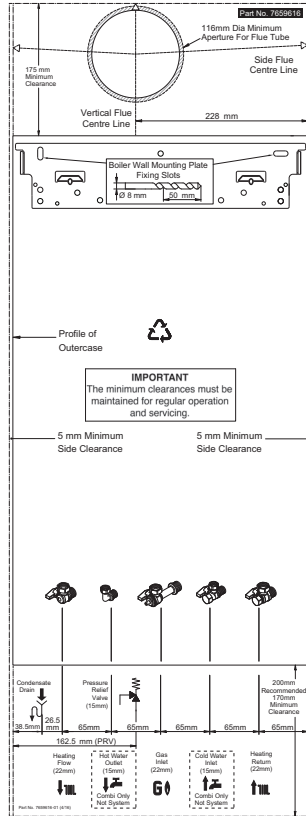 Part No. 7659616
116mm Dia Minimum
Aperture For Flue Tube
175 mm
Minimum
Clearance
Side Flue
Centre Line
Vertical Flue
Centre Line
228 mm
Boiler Wall Mounting Plate
Fixing Slots
Ø 8 mm
50 mm
Profile of
Outercase
IMPORTANT
The minimum clearances must be
maintained for regular operation
and servicing.
5 mm Minimum
Side Clearance
5 mm Minimum
Side Clearance
Condensate
Drain
Pressure
Relief
Valve
(15mm)
200mm
Recommended
170mm
Minimum
Clearance
38.5mm
26.5
mm
65mm
65mm
65mm
65mm
162.5 mm (PRV)
Heating
Flow
(22mm)
Hot Water
Outlet
(15mm)
Combi Only
Not System
Gas
Inlet
(22mm)
G
Cold Water
Inlet
(15mm)
Combi Only
Not System
Heating
Return
(22mm)
Part No. 7659616-01 (4/16)